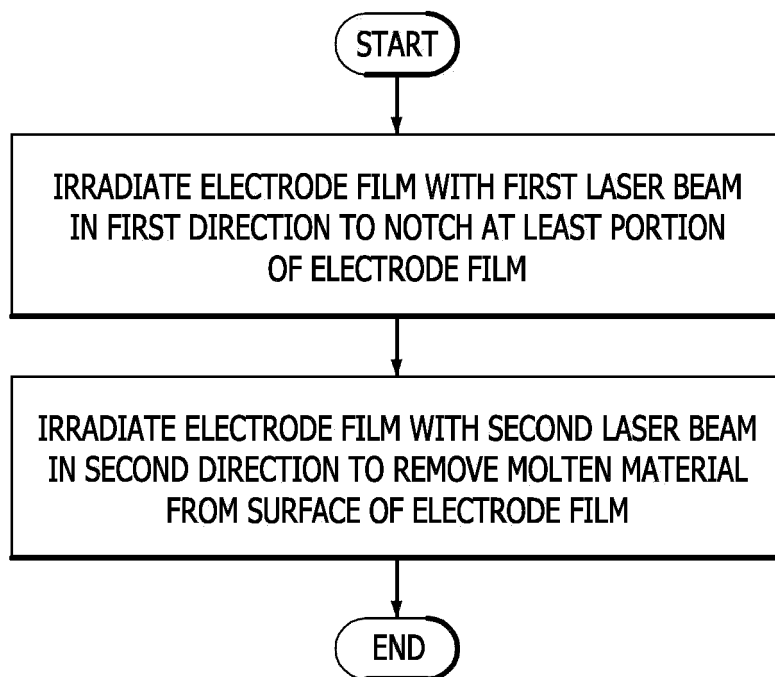 START
IRRADIATE ELECTRODE FILM WITH FIRST LASER BEAM
IN FIRST DIRECTION TO NOTCH AT LEAST PORTION
OF ELECTRODE FILM
IRRADIATE ELECTRODE FILM WITH SECOND LASER BEAM
IN SECOND DIRECTION TO REMOVE MOLTEN MATERIAL
FROM SURFACE OF ELECTRODE FILM
END